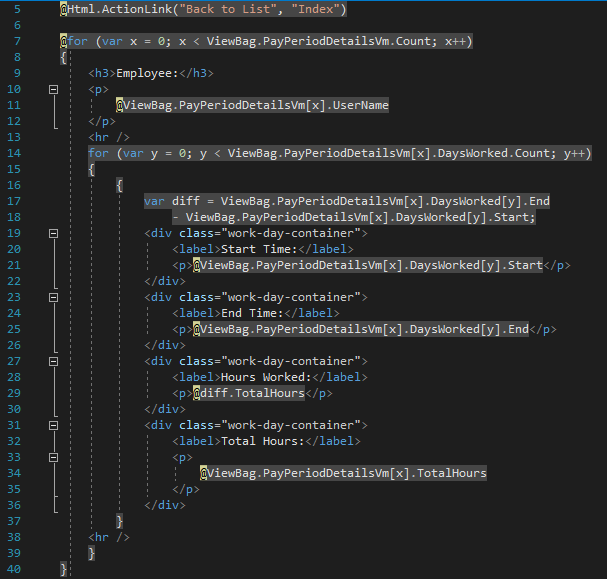 5 @Html.ActionLink("Back to List", "Index")
6
7 @for (var x = 0; x < ViewBag.PayPeriodDetailsVm.Count; x++)
8 {
9 <h3>Employee:</h3>
10 <p>
11 @ViewBag.PayPeriodDetailsVm[x].UserName
12 </p>
13 <hr />
14 for (var y = 0; y < ViewBag.PayPeriodDetailsVm[x].DaysWorked.Count; y++)
15 {
16 {
17 var diff = ViewBag.PayPeriodDetailsVm[x].DaysWorked[y].End
18 - ViewBag.PayPeriodDetailsVm[x].DaysWorked[y].Start;
19 <div class="work-day-container">
20 <label>Start Time:</label>
21 <p>@ViewBag.PayPeriodDetailsVm[x].DaysWorked[y].Start</p>
22 </div>
23 <div class="work-day-container">
24 <label>End Time:</label>
25 <p>@ViewBag.PayPeriodDetailsVm[x].DaysWorked[y].End</p>
26 </div>
27 <div class="work-day-container">
28 <label>Hours Worked:</label>
29 <p>@diff.TotalHours</p>
30 </div>
31 <div class="work-day-container">
32 <label>Total Hours:</label>
33 <p>
34 @ViewBag.PayPeriodDetailsVm[x].TotalHours
35 </p>
36 </div>
37 }
38 <hr />
39 }
40 }